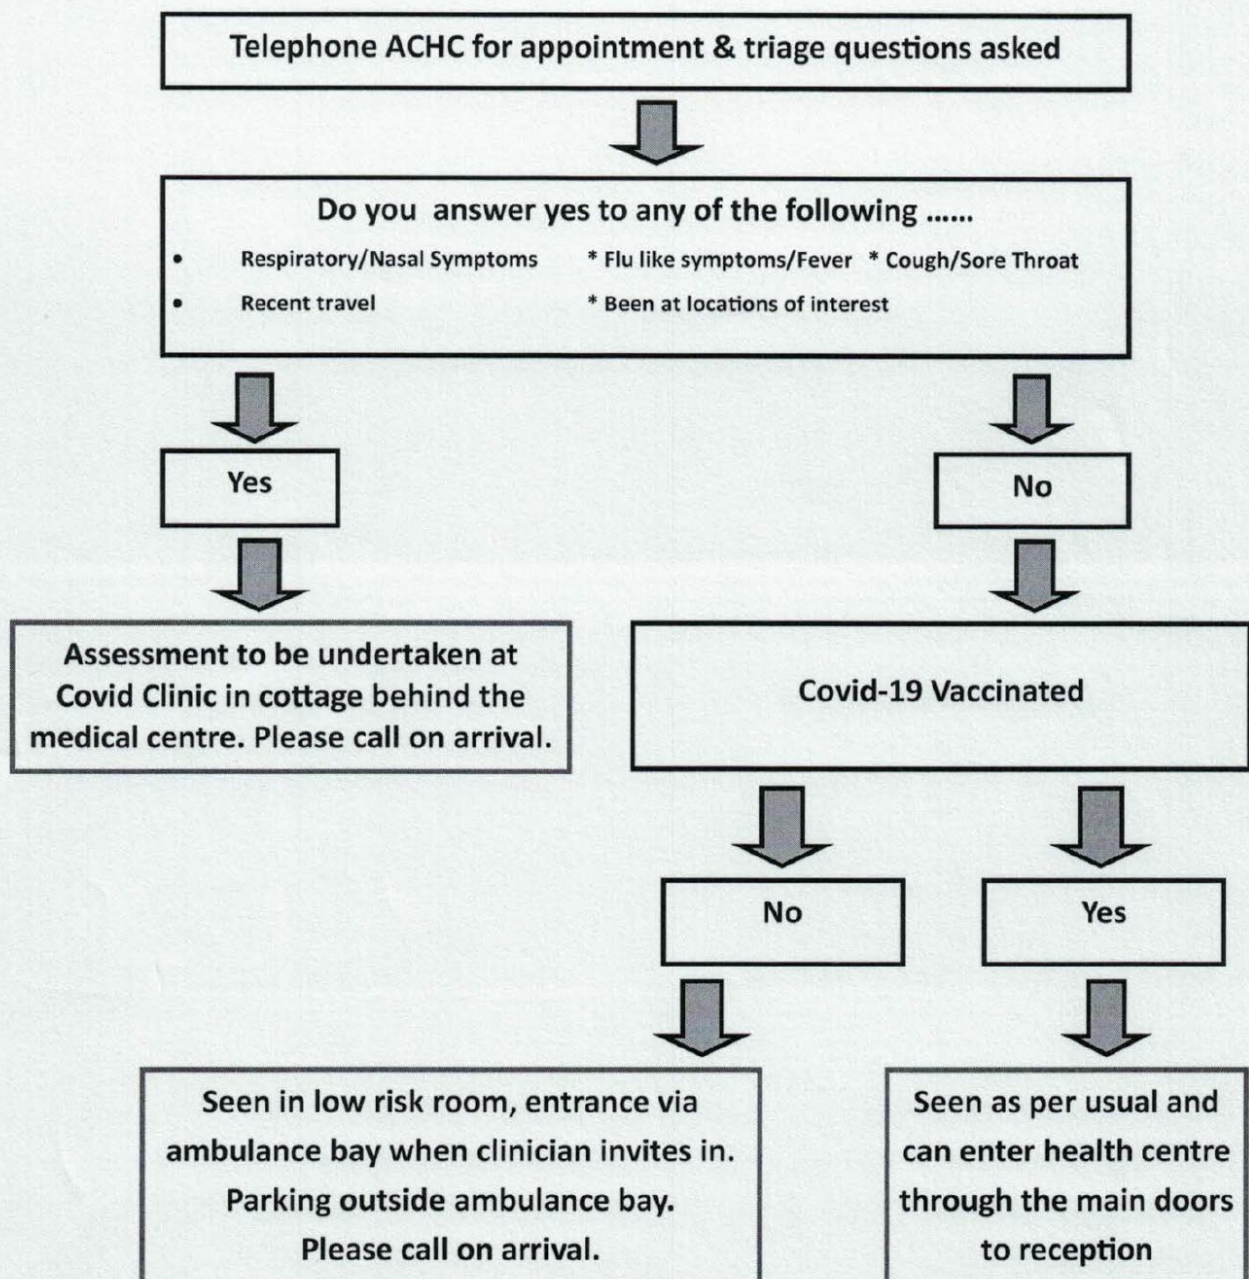 Telephone ACHC for appointment & triage questions asked
Do you answer yes to any of the following ......
• Respiratory/Nasal Symptoms * Flu like symptoms/Fever * Cough/Sore Throat
• Recent travel * Been at locations of interest
Yes
No
Assessment to be undertaken at
Covid Clinic in cottage behind the
medical centre. Please call on arrival.
Covid-19 Vaccinated
No
Yes
Seen in low risk room, entrance via
ambulance bay when clinician invites in.
Parking outside ambulance bay.
Please call on arrival.
Seen as per usual and
can enter health centre
through the main doors
to reception